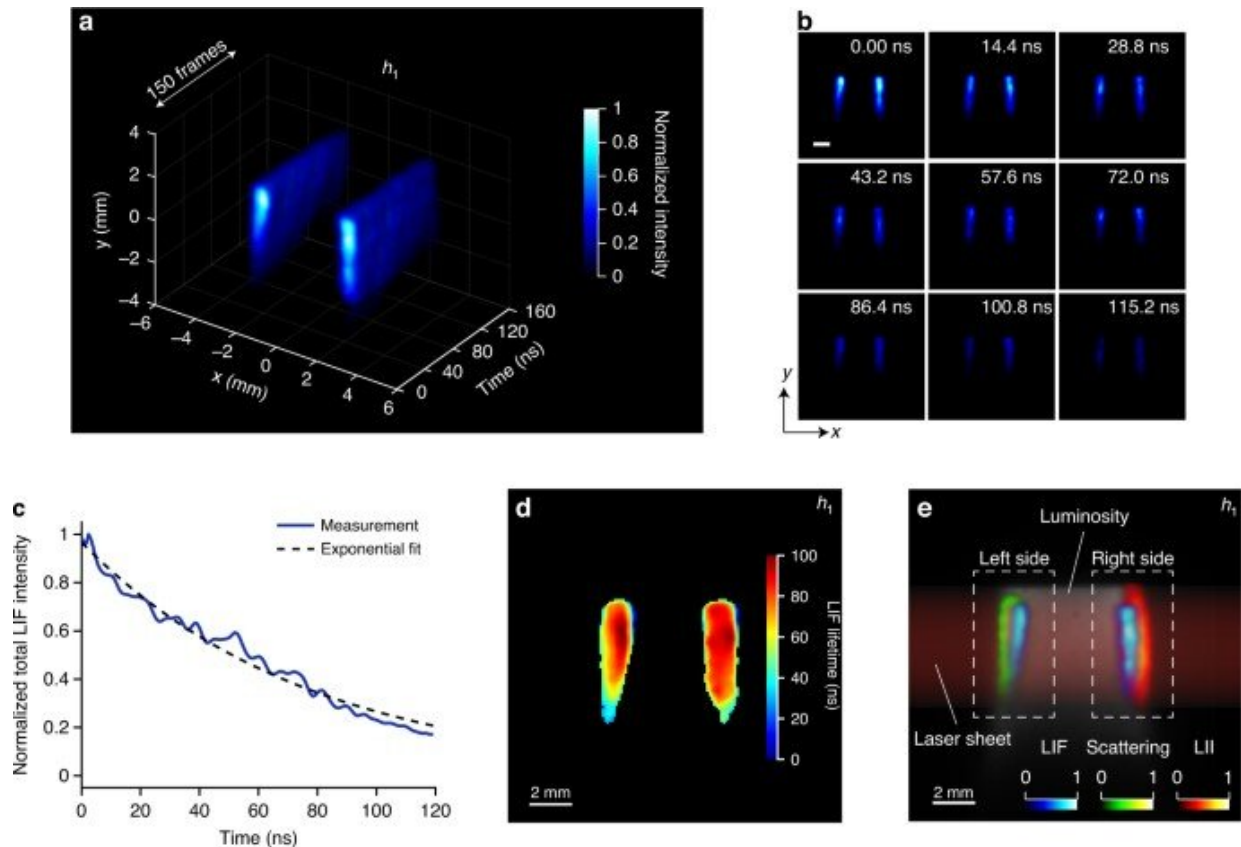 a
150 frames
h1
4
2
0
−2
−4
y (mm)
−6
−4
−2
0
2
4
6
x (mm)
0
40
80
120
160
Time (ns)
1
0.8
0.6
0.4
0.2
0
Normalized intensity
b
0.00 ns
14.4 ns
28.8 ns
43.2 ns
57.6 ns
72.0 ns
86.4 ns
100.8 ns
115.2 ns
y
x
c
Normalized total LIF intensity
1
0.8
0.6
0.4
0.2
0
Measurement
Exponential fit
0
20
40
60
80
100
120
Time (ns)
d
h1
100
80
60
40
20
0
LIF lifetime (ns)
2 mm
e
h1
Luminosity
Left side
Right side
Laser sheet
LIF
Scattering
LII
0
1
0
1
0
1
2 mm